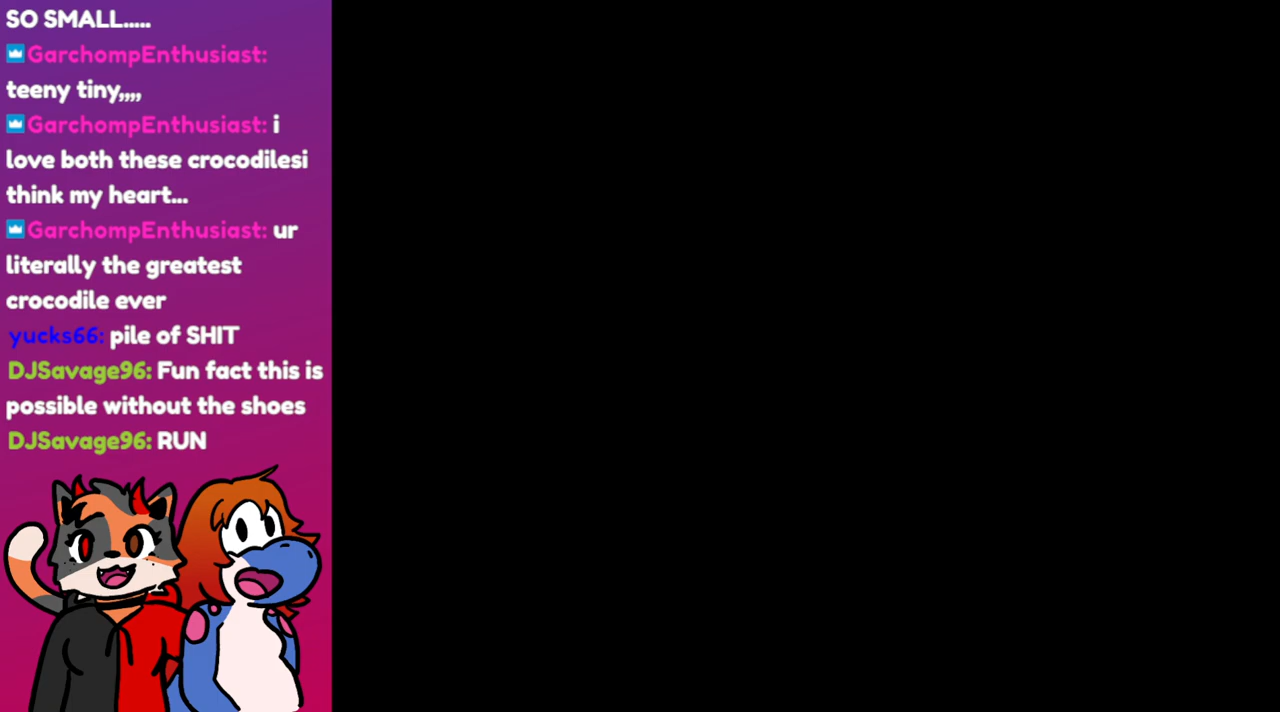 SO SMALL.....
GarchompEnthusiast:
teeny tiny,,,,
GarchompEnthusiast: i
love both these crocodilesi
think my heart...
GarchompEnthusiast: ur
literally the greatest
crocodile ever
yucks66: pile of SHIT
DJSavage96: Fun fact this is
possible without the shoes
DJSavage96: RUN